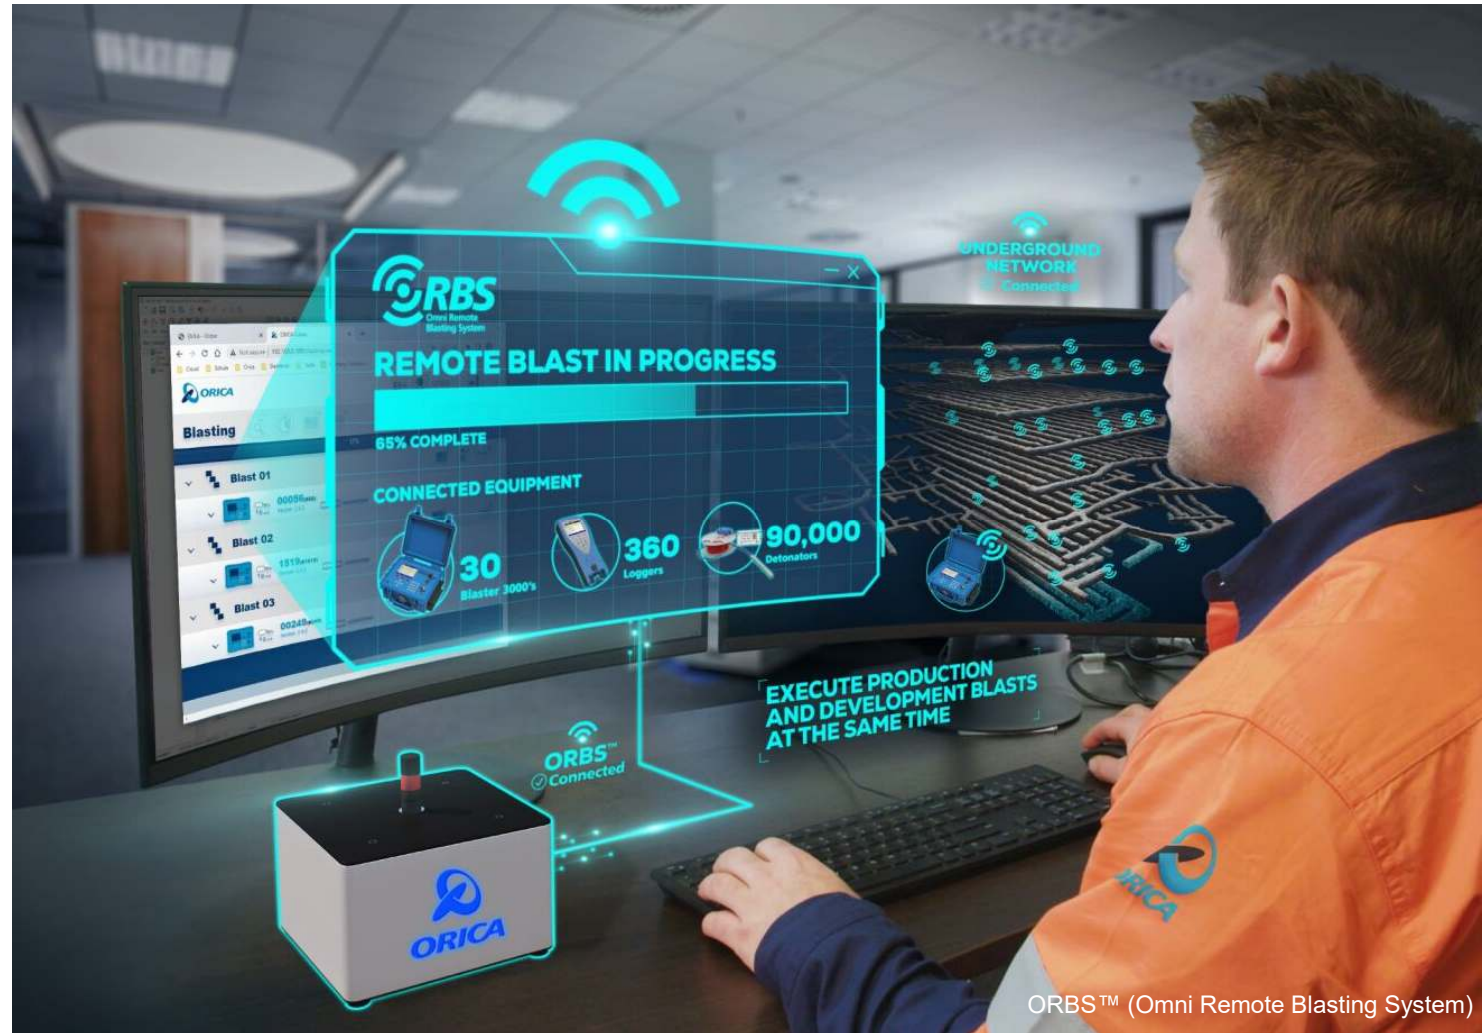 UNDERGROUND
NETWORK
Connected
ORBS
Omni Remote
Blasting System
REMOTE BLAST IN PROGRESS
65% COMPLETE
CONNECTED EQUIPMENT
30
Blaster 3000's
360
Loggers
90,000
Detonators
ORICA
Blasting
Blast 01
Blast 02
Blast 03
EXECUTE PRODUCTION
AND DEVELOPMENT BLASTS
AT THE SAME TIME
ORBS™
Connected
ORICA
ORICA
ORBS™ (Omni Remote Blasting System)